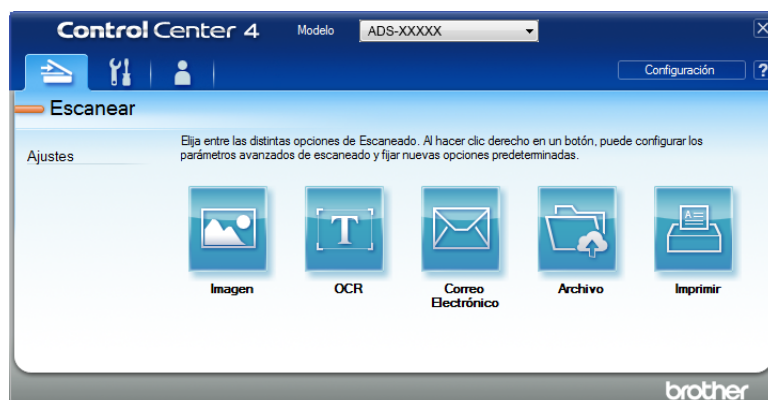 Control Center 4
Modelo
ADS-XXXXX
X
Configuración
?
Escanear
Ajustes
Elija entre las distintas opciones de Escaneado. Al hacer clic derecho en un botón, puede configurar los
parámetros avanzados de escaneado y fijar nuevas opciones predeterminadas.
T
Imagen
OCR
Correo
Electrónico
Archivo
A
Imprimir
brother